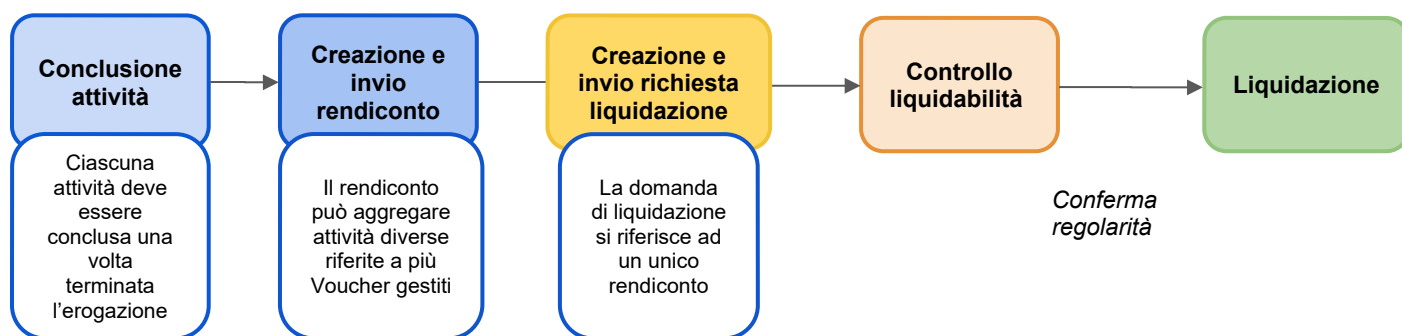 Conclusione
attività
Ciascuna
attività deve
essere
conclusa una
volta
terminata
l’erogazione
Creazione e
invio
rendiconto
Il rendiconto
può aggregare
attività diverse
riferite a più
Voucher gestiti
Creazione e
invio richiesta
liquidazione
La domanda
di liquidazione
si riferisce ad
un unico
rendiconto
Controllo
liquidabilità
Conferma
regolarità
Liquidazione